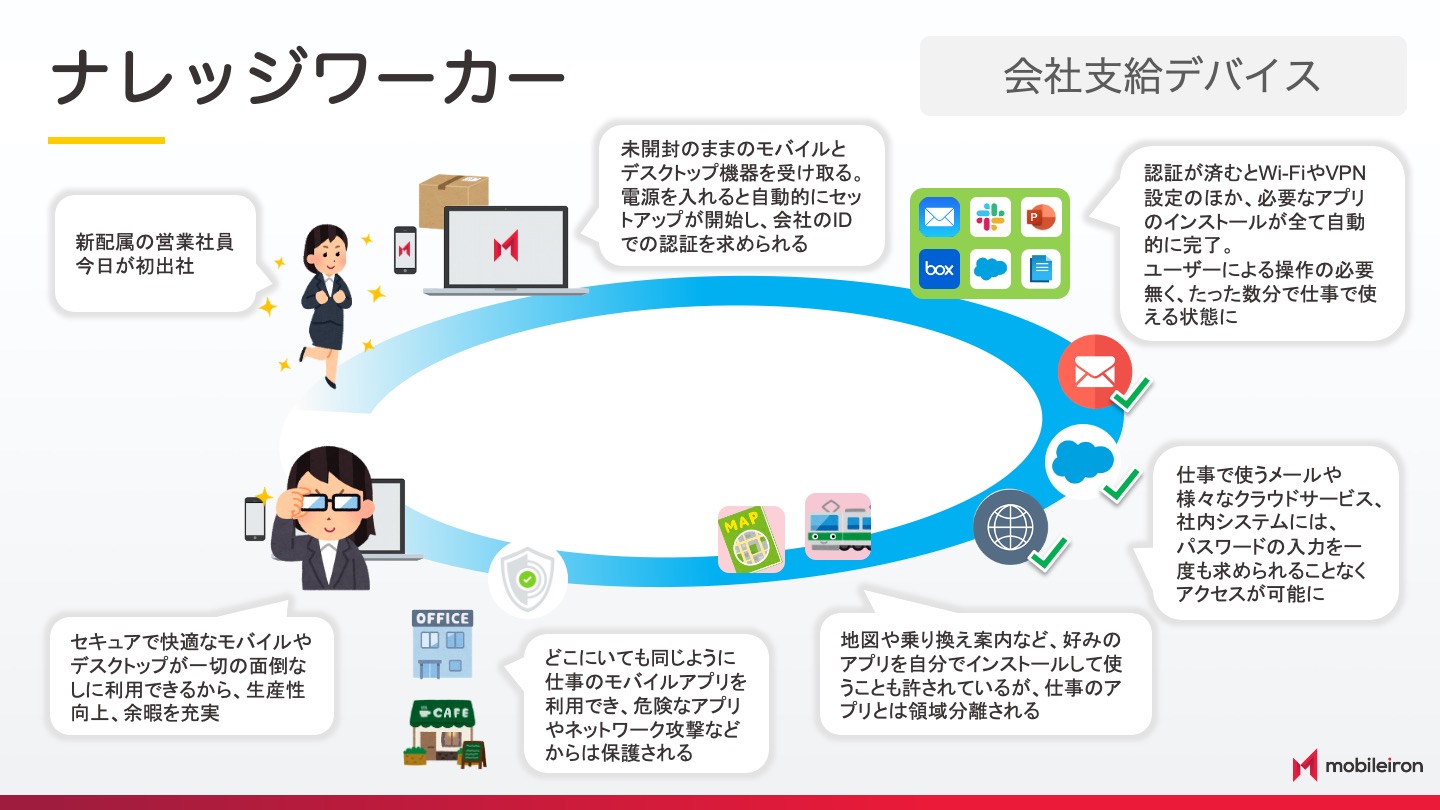 ナレッジワーカー
会社支給デバイス
新配属の営業社員
今日が初出社
未開封のままのモバイルと
デスクトップ機器を受け取る。
電源を入れると自動的にセッ
トアップが開始し、会社のID
での認証を求められる
認証が済むとWi-FiやVPN
設定のほか、必要なアプリ
のインストールが全て自動
的に完了。
ユーザーによる操作の必要
無く、たった数分で仕事で使
える状態に
P
box
仕事で使うメールや
様々なクラウドサービス、
社内システムには、
パスワードの入力を一
度も求められることなく
アクセスが可能に
MAP
地図や乗り換え案内など、好みの
アプリを自分でインストールして使
うことも許されているが、仕事のア
プリとは領域分離される
OFFICE
CAFE
どこにいても同じように
仕事のモバイルアプリを
利用でき、危険なアプリ
やネットワーク攻撃など
からは保護される
セキュアで快適なモバイルや
デスクトップが一切の面倒な
しに利用できるから、生産性
向上、余暇を充実
mobileiron